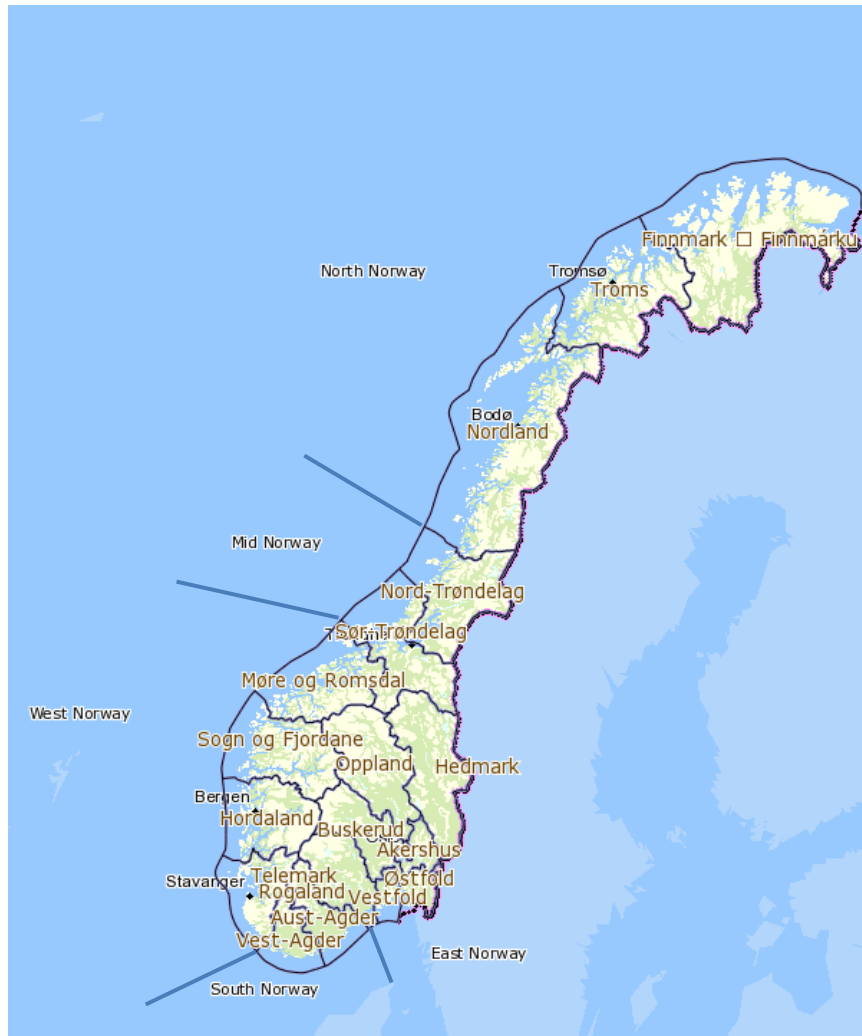 Finnmark □ Finnmárku
North Norway
Tromsø
Troms
Bodø
Nordland
Mid Norway
Nord-Trøndelag
Sør-Trøndelag
Møre og Romsdal
West Norway
Sogn og Fjordane
Oppland
Hedmark
Bergen
Hordaland
Buskerud
Akershus
Stavanger
Telemark
Østfold
Rogaland
Vestfold
Aust-Agder
Vest-Agder
East Norway
South Norway